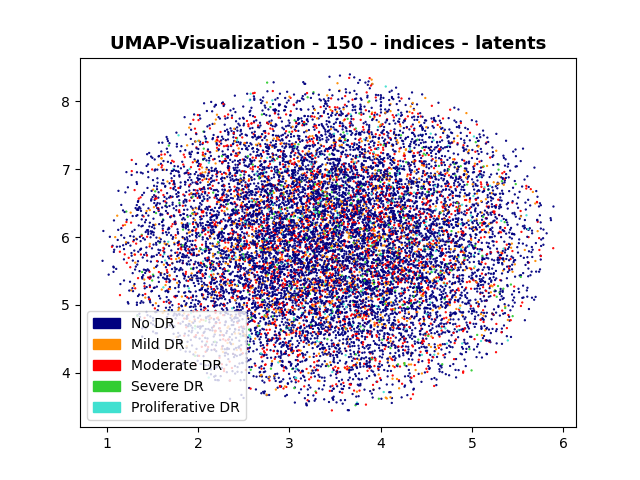 UMAP-Visualization - 150 - indices - latents
8
7
6
5
4
No DR
Mild DR
Moderate DR
Severe DR
Proliferative DR
1 2 3 4 5 6